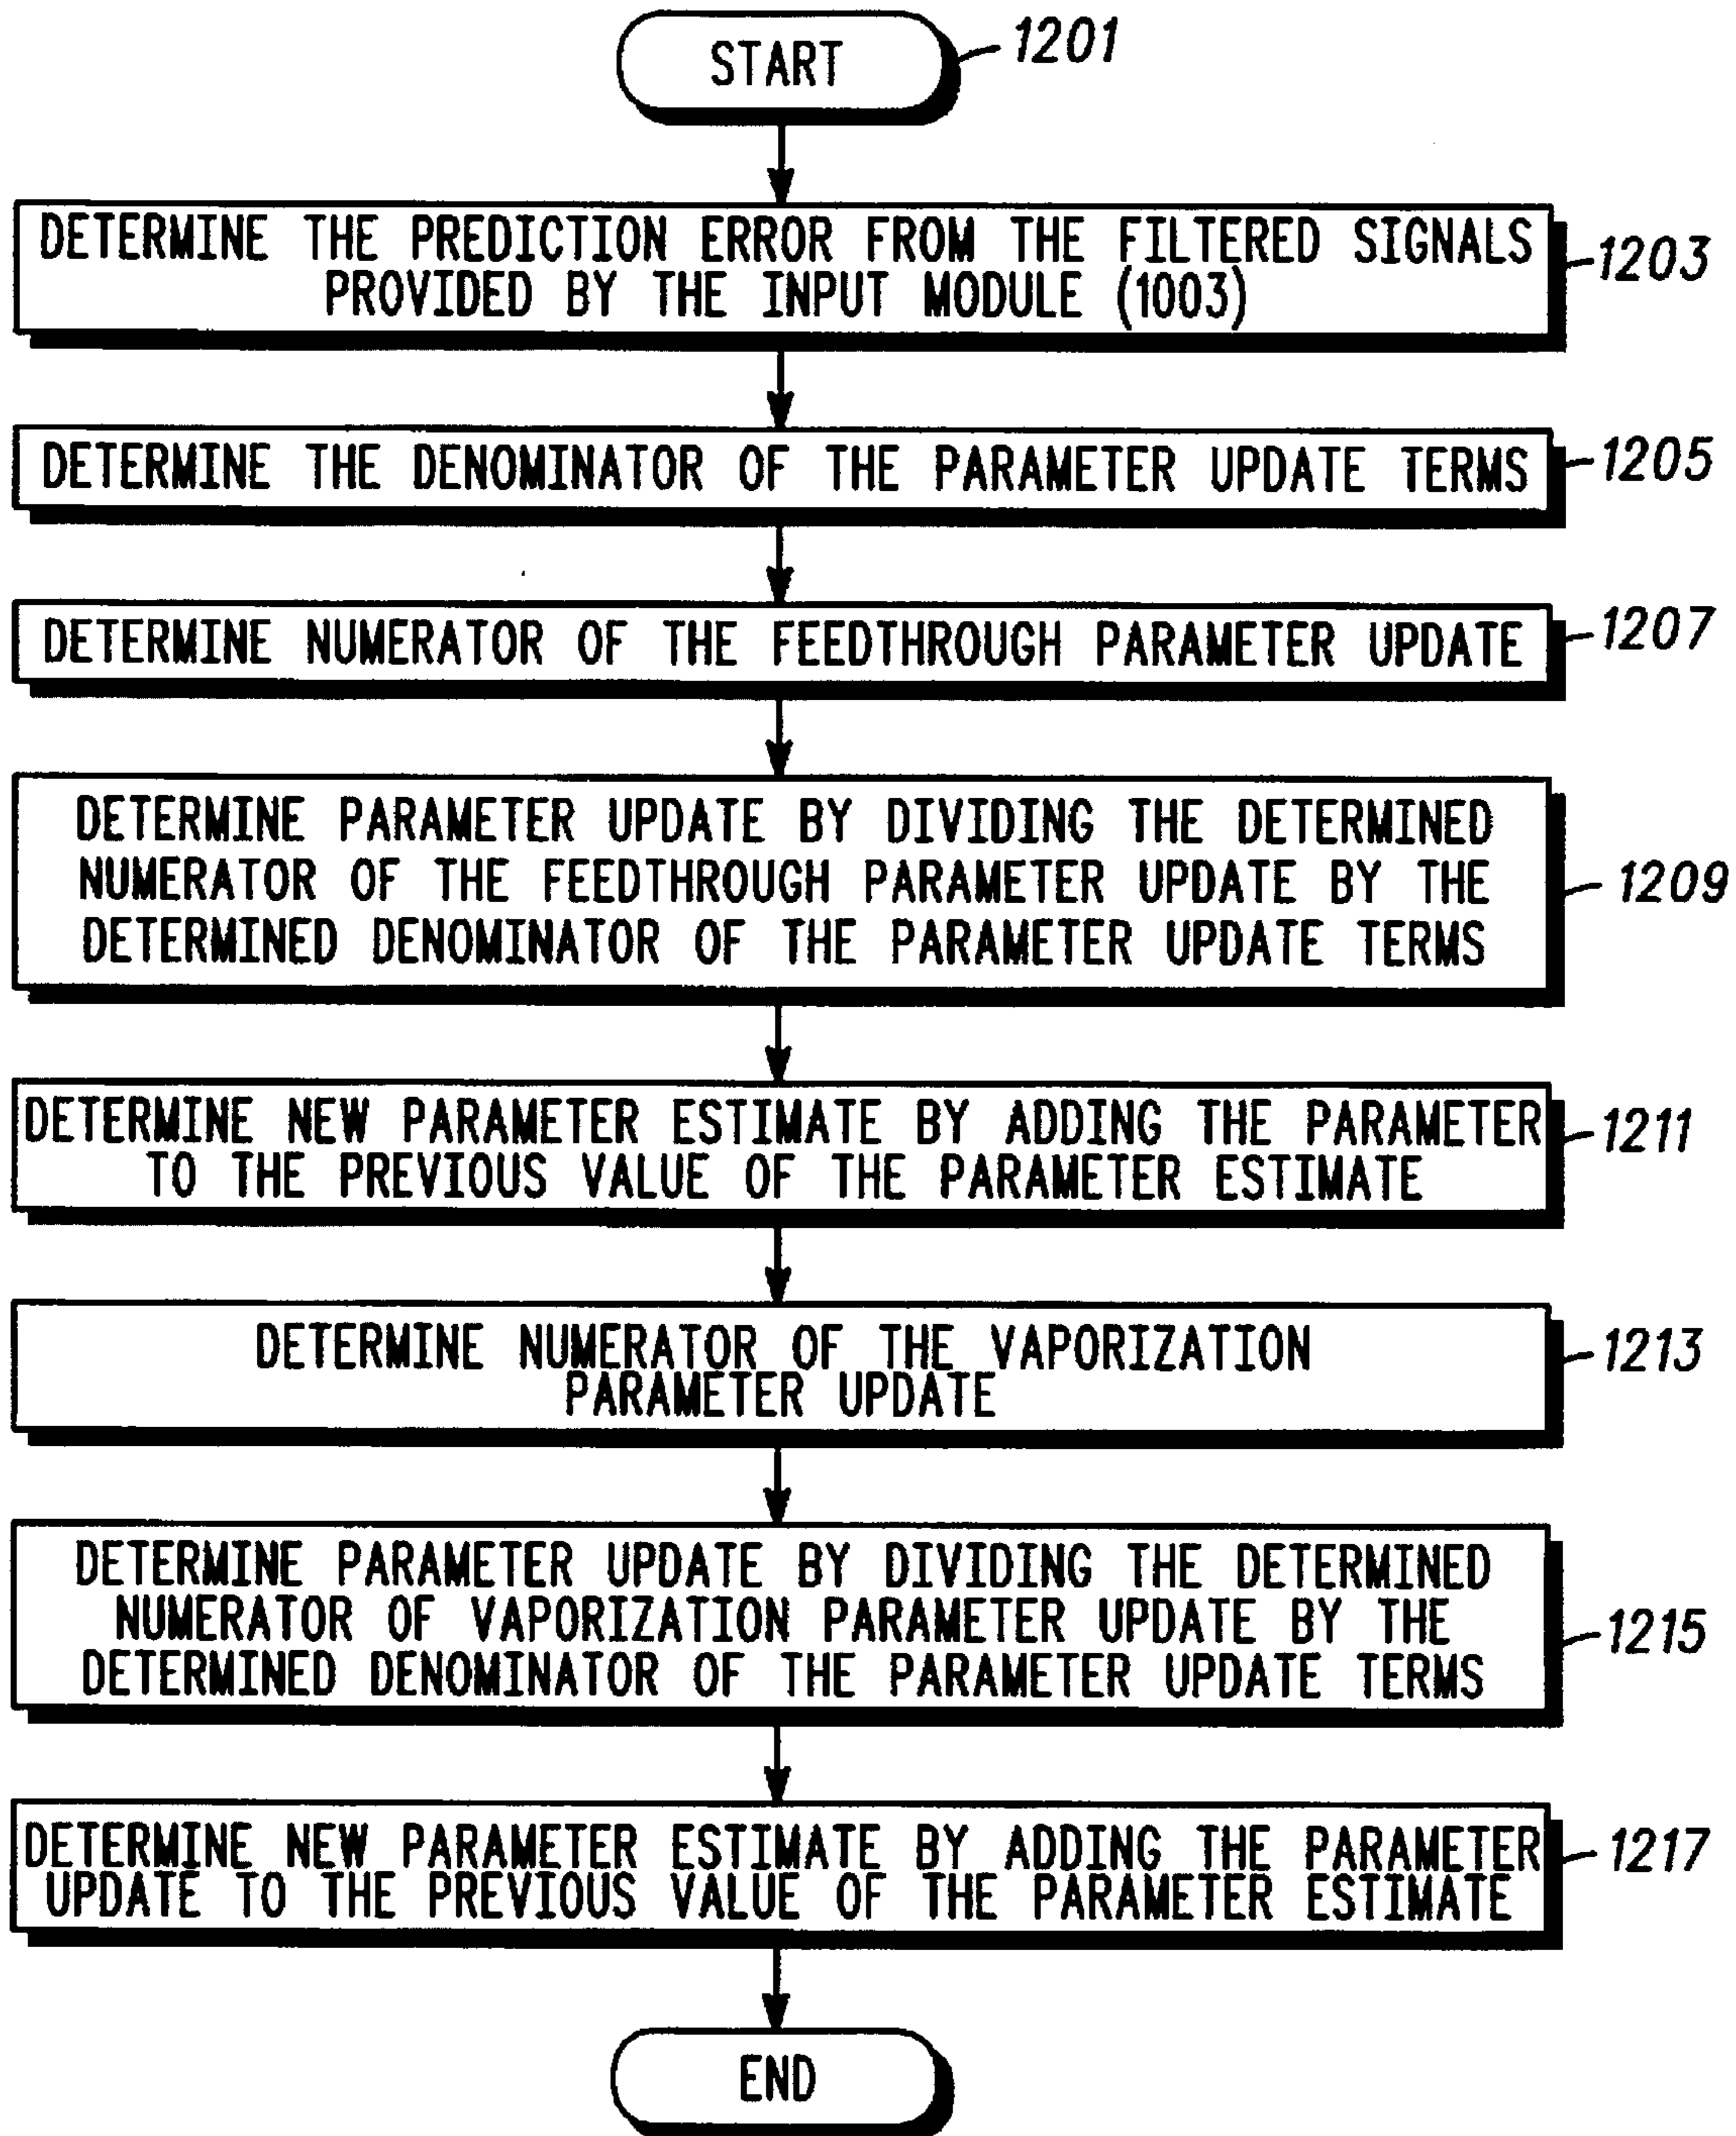 START
1201
DETERMINE THE PREDICTION ERROR FROM THE FILTERED SIGNALS
PROVIDED BY THE INPUT MODULE (1003)
1203
DETERMINE THE DENOMINATOR OF THE PARAMETER UPDATE TERMS
1205
DETERMINE NUMERATOR OF THE FEEDTHROUGH PARAMETER UPDATE
1207
DETERMINE PARAMETER UPDATE BY DIVIDING THE DETERMINED
NUMERATOR OF THE FEEDTHROUGH PARAMETER UPDATE BY THE
DETERMINED DENOMINATOR OF THE PARAMETER UPDATE TERMS
1209
DETERMINE NEW PARAMETER ESTIMATE BY ADDING THE PARAMETER
TO THE PREVIOUS VALUE OF THE PARAMETER ESTIMATE
1211
DETERMINE NUMERATOR OF THE VAPORIZATION
PARAMETER UPDATE
1213
DETERMINE PARAMETER UPDATE BY DIVIDING THE DETERMINED
NUMERATOR OF VAPORIZATION PARAMETER UPDATE BY THE
DETERMINED DENOMINATOR OF THE PARAMETER UPDATE TERMS
1215
DETERMINE NEW PARAMETER ESTIMATE BY ADDING THE PARAMETER
UPDATE TO THE PREVIOUS VALUE OF THE PARAMETER ESTIMATE
1217
END